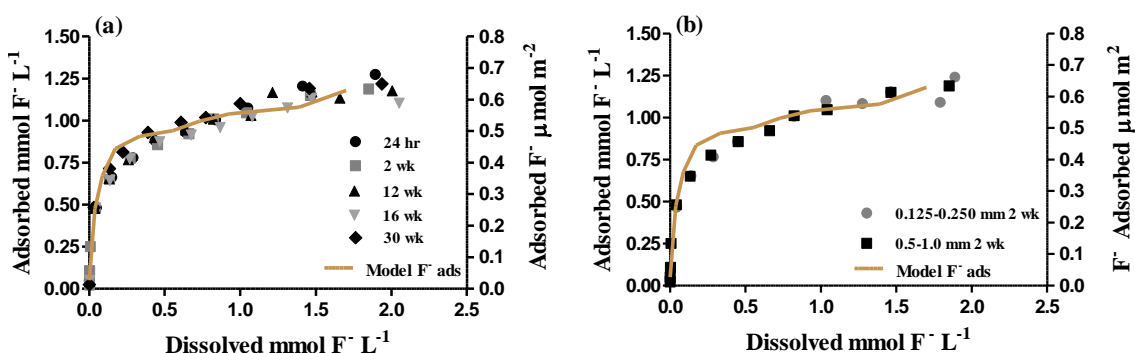 (a)
Adsorbed mmol F⁻ L⁻¹
1.50
1.25
1.00
0.75
0.50
0.25
0.00
0.0 0.5 1.0 1.5 2.0 2.5
Dissolved mmol F⁻ L⁻¹
0.8
0.7
0.6
0.5
0.4
0.3
0.2
0.1
0.0
Adsorbed F⁻ μmol m⁻²
24 hr
2 wk
12 wk
16 wk
30 wk
Model F⁻ ads
(b)
Adsorbed mmol F⁻ L⁻¹
1.50
1.25
1.00
0.75
0.50
0.25
0.00
0.0 0.5 1.0 1.5 2.0 2.5
Dissolved mmol F⁻ L⁻¹
0.8
0.7
0.6
0.5
0.4
0.3
0.2
0.1
0.0
F⁻ Adsorbed μmol m²
0.125-0.250 mm 2 wk
0.5-1.0 mm 2 wk
Model F⁻ ads